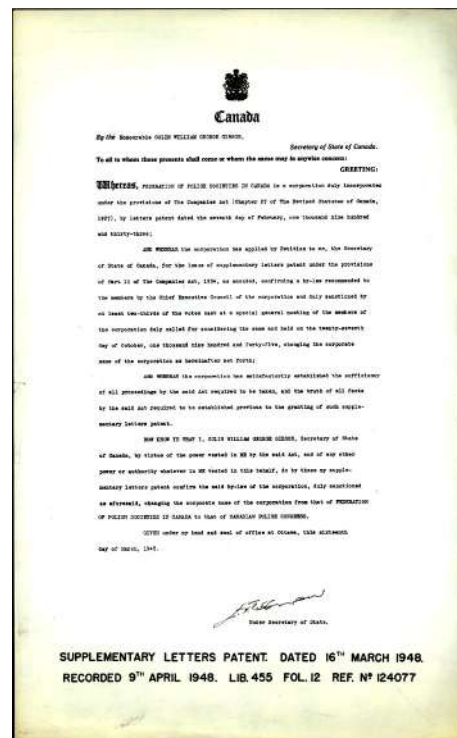 Canada
By the Honourable COLIN WILLIAM GEORGE GIBSON,
Secretary of State of Canada.
To all to whom these presents shall come or whom the same may in anywise concern:
GREETING:
Whereas, FEDERATION OF POLISH SOCIETIES IN CANADA is a corporation duly incorporated
under the provisions of The Companies Act (Chapter 27 of The Revised Statutes of Canada,
1927), by letters patent dated the seventh day of February, one thousand nine hundred
and thirty-three;
AND WHEREAS the corporation has applied by Petition to me, the Secretary
of State of Canada, for the issue of supplementary letters patent under the provisions
of Part II of The Companies Act, 1934, as amended, confirming a by-law recommended to
the members by the Chief Executive Council of the corporation and duly sanctioned by
at least two-thirds of the votes cast at a special general meeting of the members of
the corporation duly called for considering the same and held on the twenty-seventh
day of October, one thousand nine hundred and forty-five, changing the corporate
name of the corporation as hereinafter set forth;
AND WHEREAS the corporation has satisfactorily established the sufficiency
of all proceedings by the said Act required to be taken, and the truth of all facts
by the said Act required to be established previous to the granting of such supple-
mentary letters patent.
NOW KNOW YE THAT I, COLIN WILLIAM GEORGE GIBSON, Secretary of State
of Canada, by virtue of the power vested in ME by the said Act, and of any other
power or authority whatever in ME vested in this behalf, do by these my supple-
mentary letters patent confirm the said by-law of the corporation, duly sanctioned
as aforesaid, changing the corporate name of the corporation from that of FEDERATION
OF POLISH SOCIETIES IN CANADA to that of CANADIAN POLISH CONGRESS.
GIVEN under my hand and seal of office at Ottawa, this sixteenth
day of March, 1948.
Under Secretary of State.
SUPPLEMENTARY LETTERS PATENT. DATED 16TH MARCH 1948.
RECORDED 9TH APRIL 1948. LIB. 455 FOL. 12 REF. Nº 124077